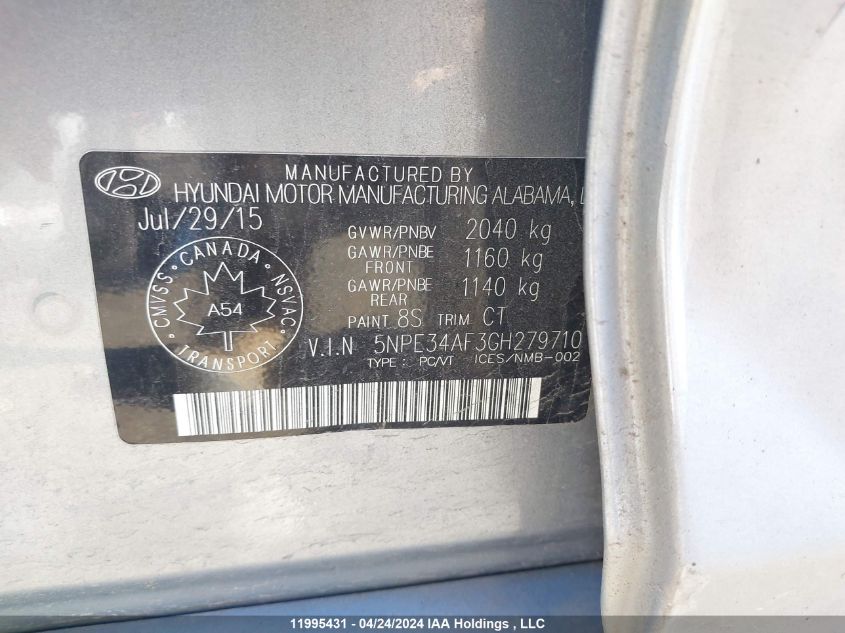 MANUFACTURED BY
HYUNDAI MOTOR MANUFACTURING ALABAMA,
Jul/29/15
GVWR/PNBV 2040 kg
GAWR/PNBE FRONT 1160 kg
GAWR/PNBE REAR 1140 kg
PAINT 8S TRIM CT
V.I.N 5NPE34AF3GH279710
TYPE : PC/VT ICES/NMB-002
CANADA
CMVSS
NSVAC
A54
TRANSPORT
11995431 - 04/24/2024 IAA Holdings , LLC